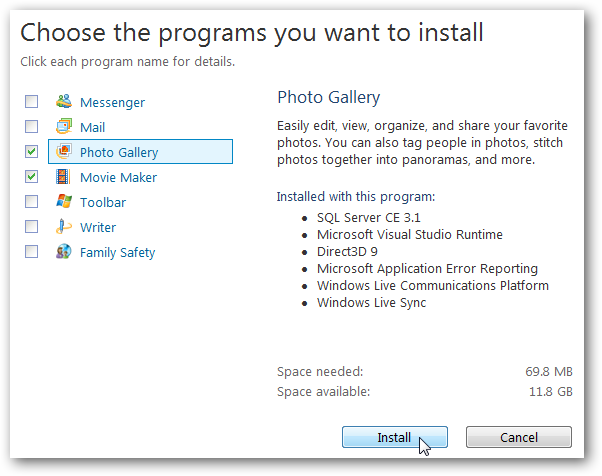 Choose the programs you want to install
Click each program name for details.
Messenger
Mail
Photo Gallery
Movie Maker
Toolbar
Writer
Family Safety
Photo Gallery
Easily edit, view, organize, and share your favorite
photos. You can also tag people in photos, stitch
photos together into panoramas, and more.
Installed with this program:
• SQL Server CE 3.1
• Microsoft Visual Studio Runtime
• Direct3D 9
• Microsoft Application Error Reporting
• Windows Live Communications Platform
• Windows Live Sync
Space needed: 69.8 MB
Space available: 11.8 GB
Install Cancel